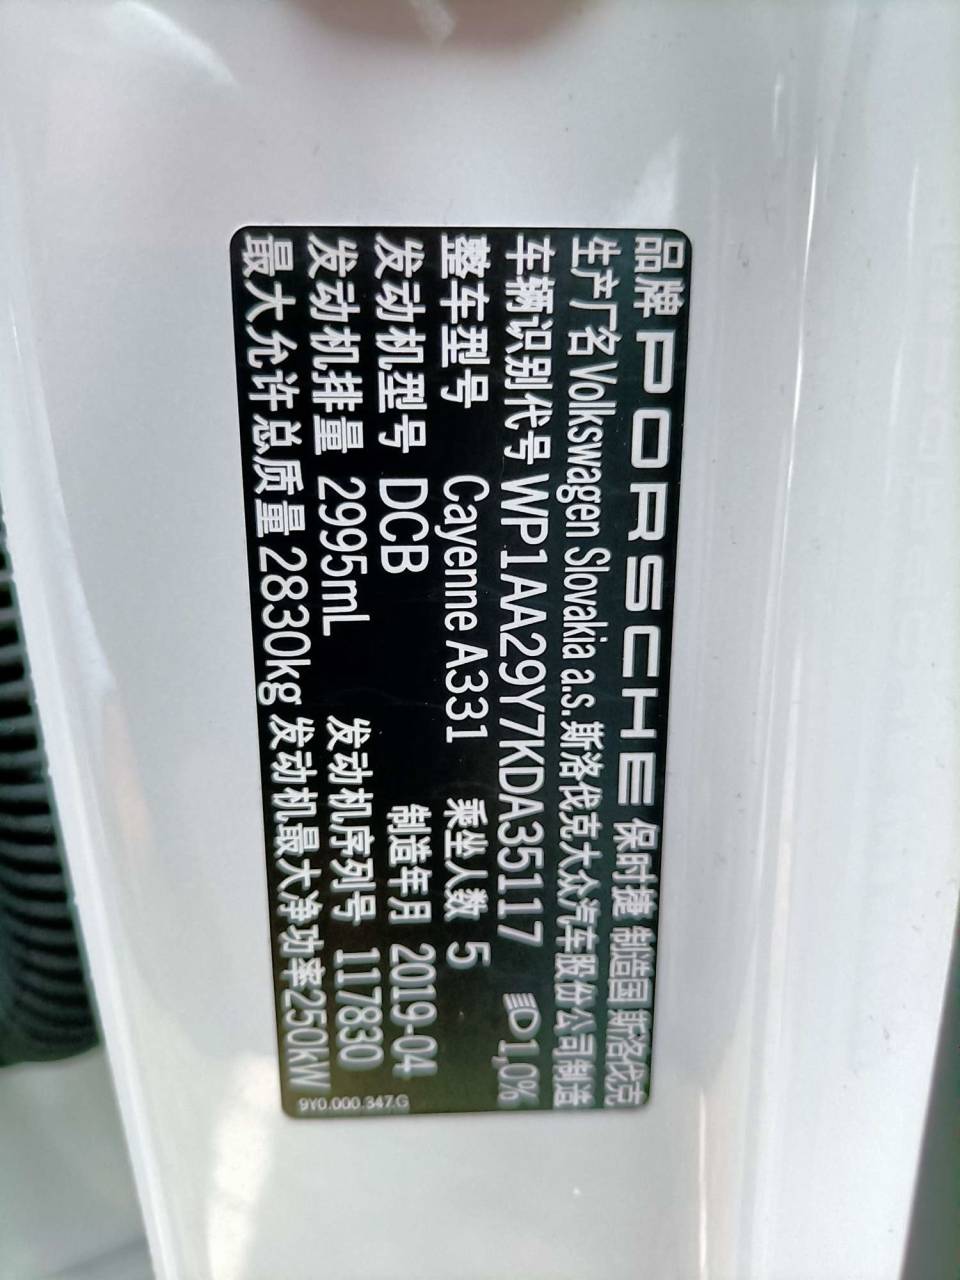 品牌 PORSCHE 保时捷 制造国 斯洛伐克
生产厂名 Volkswagen Slovakia a.s. 斯洛伐克大众汽车股份公司制造
车辆识别代号 WP1AA29Y7KDA35117 1,0%
整车型号 Cayenne A331 乘坐人数 5
发动机型号 DCB 制造年月 2019-04
发动机排量 2995mL 发动机序列号 117830
最大允许总质量 2830kg 发动机最大净功率 250kW
9Y0.000.347.G